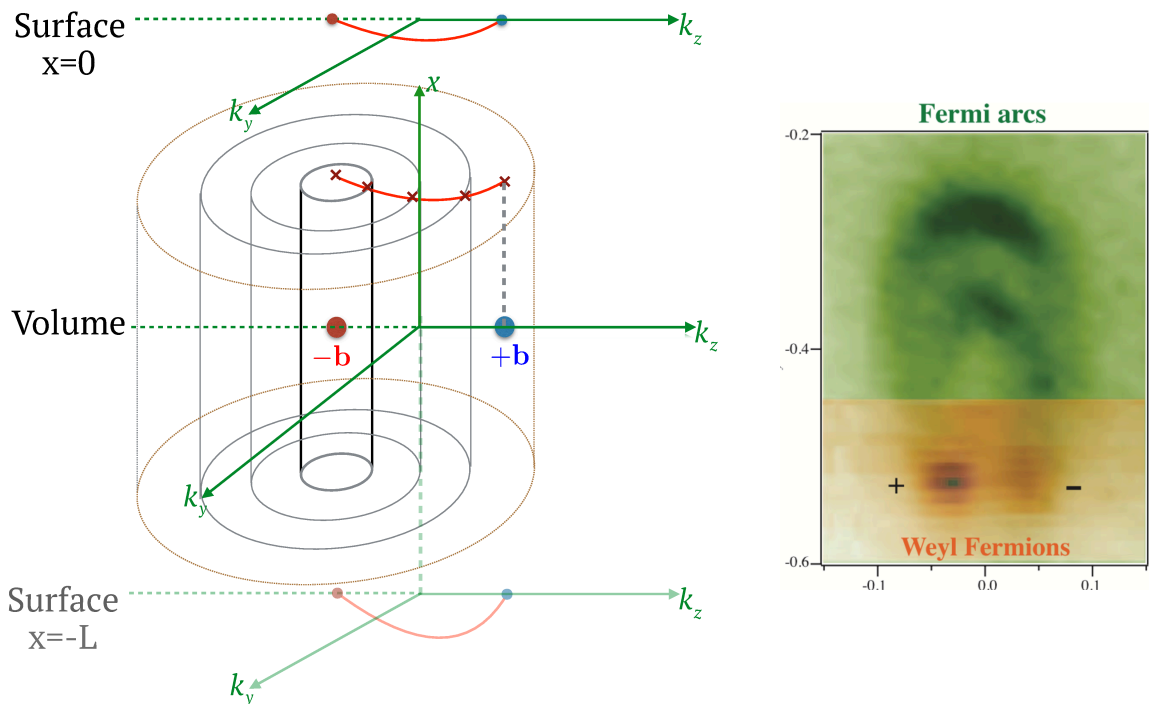 Surface
x=0
k_z
k_y
x
Volume
−b
+b
k_z
k_y
Surface
x=-L
k_z
k_y
Fermi arcs
-0.2
-0.4
-0.6
+
−
Weyl Fermions
-0.1
0.0
0.1